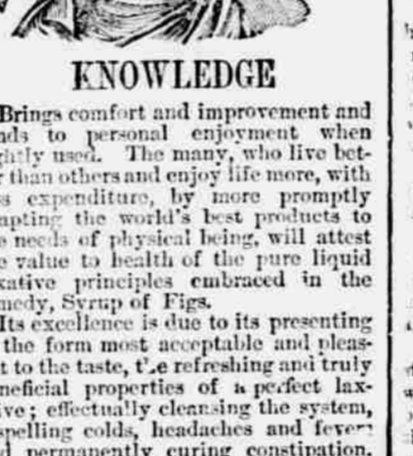 KNOWLEDGE
Brings comfort and improvement and
nds to personal enjoyment when
ghtly used. The many, who live bet-
r than others and enjoy life more, with
s expenditure, by more promptly
apting the world's best products to
e needs of physical being, will attest
e value to health of the pure liquid
xative principles embraced in the
medy, Syrup of Figs.
Its excellence is due to its presenting
the form most acceptable and pleas-
t to the taste, the refreshing and truly
neficial properties of a perfect lax-
ive; effectually cleansing the system,
spelling colds, headaches and fevers
d permanently curing constipation.